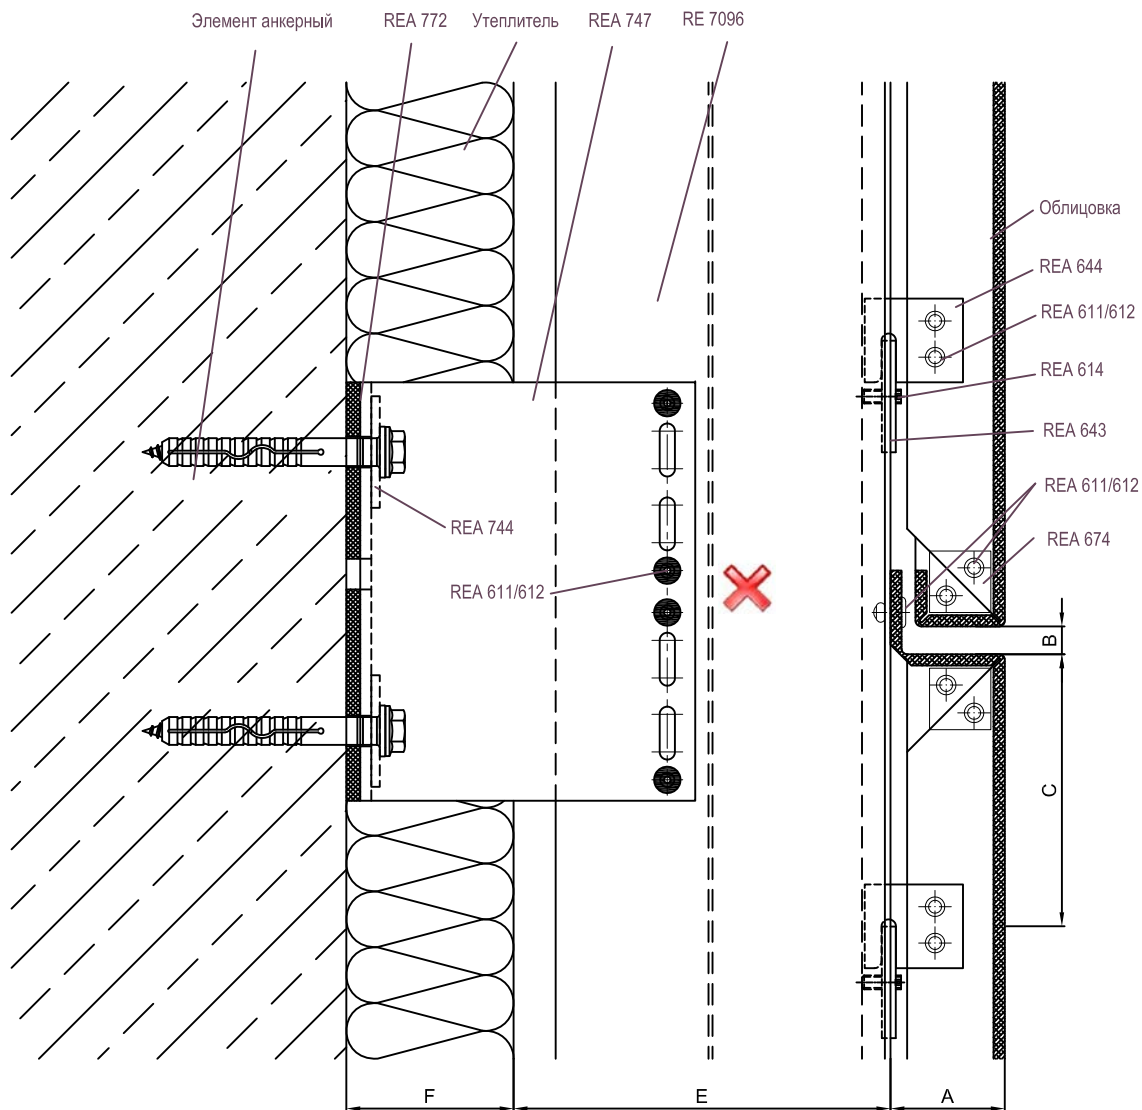 Элемент анкерный
REA 772
Утеплитель
REA 747
RE 7096
Облицовка
REA 644
REA 611/612
REA 614
REA 643
REA 611/612
REA 744
REA 674
REA 611/612
B
C
F
E
A